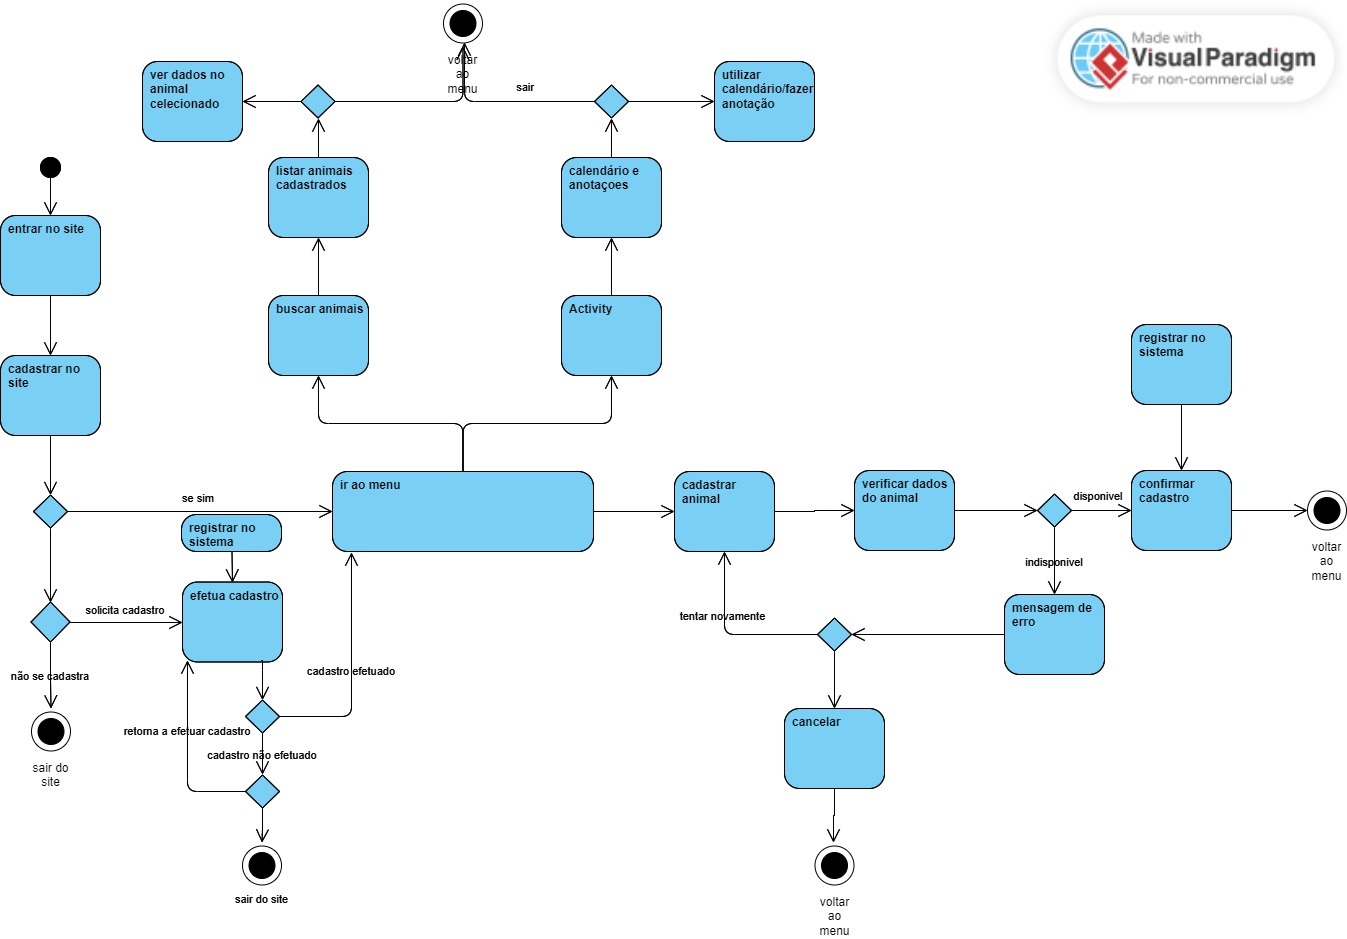 Made with
Visual Paradigm
For non-commercial use
voltar
ao
menu
ver dados no
animal
celecionado
sair
utilizar
calendário/fazer
anotação
listar animais
cadastrados
calendário e
anotaçoes
entrar no site
buscar animais
Activity
cadastrar no
site
registrar no
sistema
se sim
ir ao menu
cadastrar
animal
verificar dados
do animal
disponivel
confirmar
cadastro
registrar no
sistema
voltar
ao
menu
indisponivel
solicita cadastro
efetua cadastro
mensagem de
erro
tentar novamente
não se cadastra
cadastro efetuado
retorna a efetuar cadastro
cadastro não efetuado
cancelar
sair do
site
sair do site
voltar
ao
menu